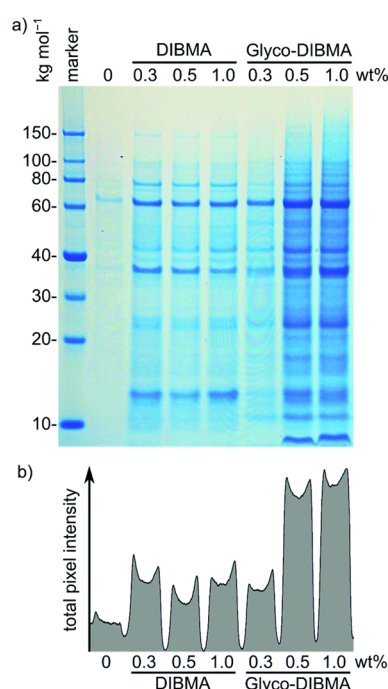 a)
kg mol⁻¹
marker
DIBMA
Glyco-DIBMA
0 0.3 0.5 1.0 0.3 0.5 1.0 wt%
150-
100-
80-
60-
40-
30-
20-
10-
b)
total pixel intensity
0 0.3 0.5 1.0 0.3 0.5 1.0 wt%
DIBMA Glyco-DIBMA